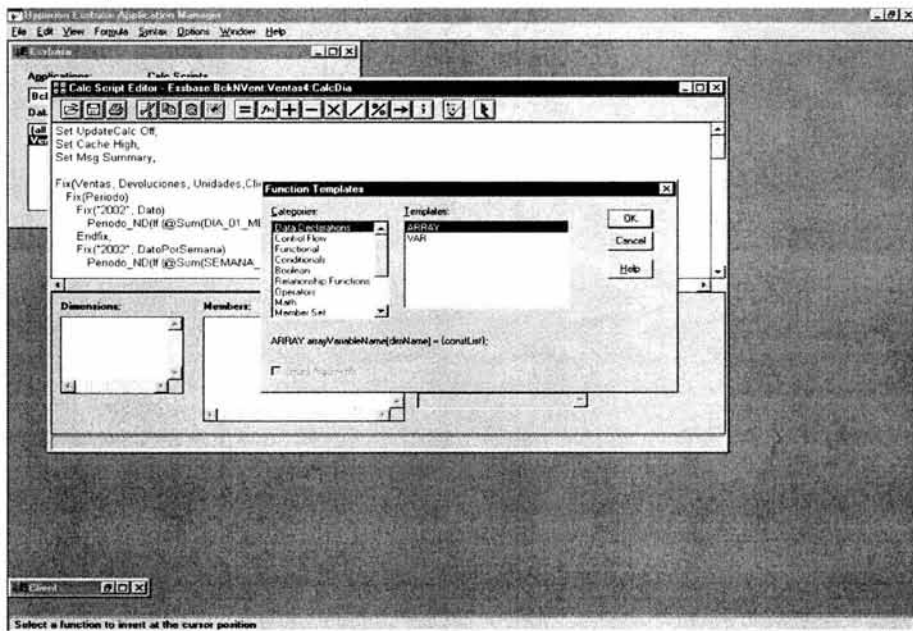 Hyperion Essbase Application Manager
File Edit View Formula Syntax Options Window Help
Essbase
Applications: Calc Scripts
Calc Script Editor - Essbase:BckNVent:Ventas4:CalcDia
Set UpdateCalc Off;
Set Cache High;
Set Msg Summary;
Fix(Ventas, Devoluciones, Unidades,Cli
Fix(Periodo)
Fix("2002", Dato)
Periodo_ND(If (@Sum(DIA_01_ME
Endfix;
Fix("2002", DatoPorSemana)
Periodo_ND(If (@Sum(SEMANA_
Dimensions: Members:
Function Templates
Categories: Templates:
Data Declarations
Control Flow
Functional
Conditionals
Boolean
Relationship Functions
Operators
Math
Member Set
ARRAY
VAR
OK
Cancel
Help
ARRAY arrayVariableName[dimName] = {constList};
Client
Select a function to insert at the cursor position